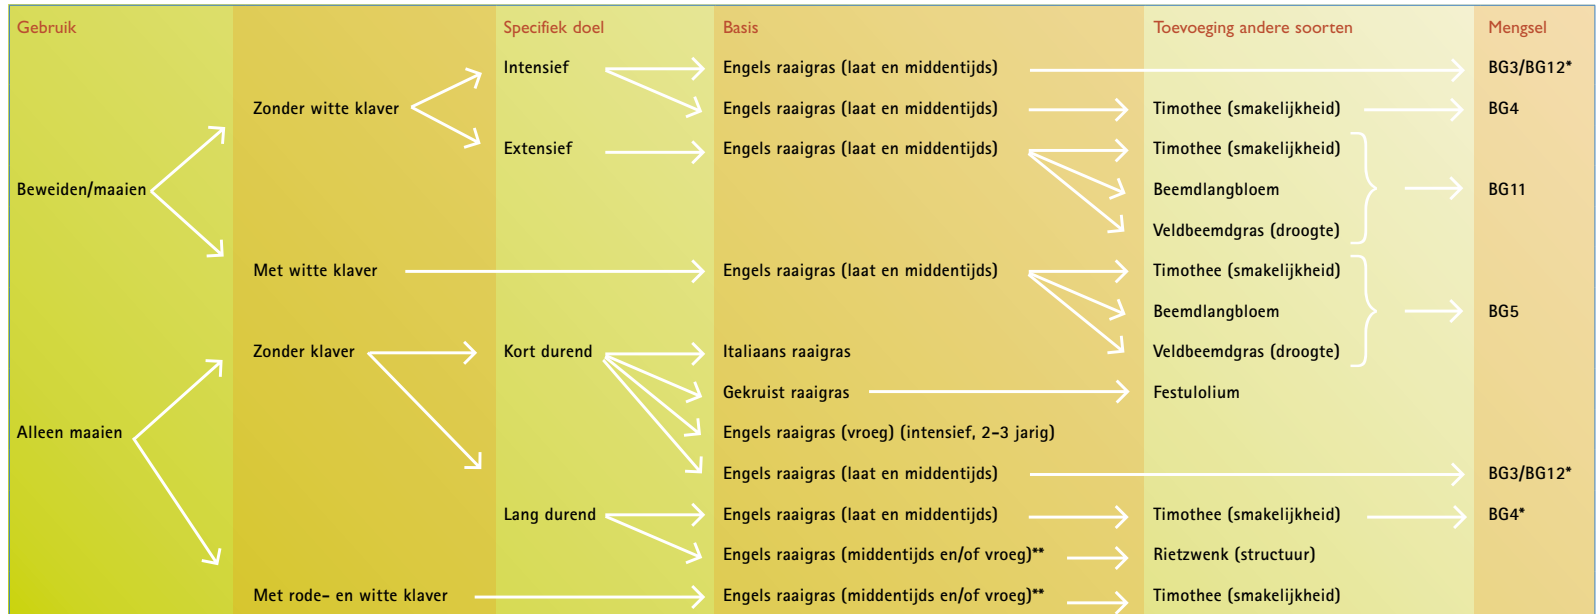 Gebruik Specifiek doel Basis Toevoeging andere soorten Mengsel
Intensief Engels raaigras (laat en middentijds) BG3/BG12*
Zonder witte klaver Engels raaigras (laat en middentijds) Timothee (smakelijkheid) BG4
Extensief Engels raaigras (laat en middentijds) Timothee (smakelijkheid)
Beweiden/maaien Beemdlangbloem BG11
Veldbeemdgras (droogte)
Met witte klaver Engels raaigras (laat en middentijds) Timothee (smakelijkheid)
Beemdlangbloem BG5
Zonder klaver Kort durend Italiaans raaigras Veldbeemdgras (droogte)
Gekruist raaigras Festulolium
Alleen maaien Engels raaigras (vroeg) (intensief, 2-3 jarig)
Engels raaigras (laat en middentijds) BG3/BG12*
Lang durend Engels raaigras (laat en middentijds) Timothee (smakelijkheid) BG4*
Engels raaigras (middentijds en/of vroeg)** Rietzwenk (structuur)
Met rode- en witte klaver Engels raaigras (middentijds en/of vroeg)** Timothee (smakelijkheid)